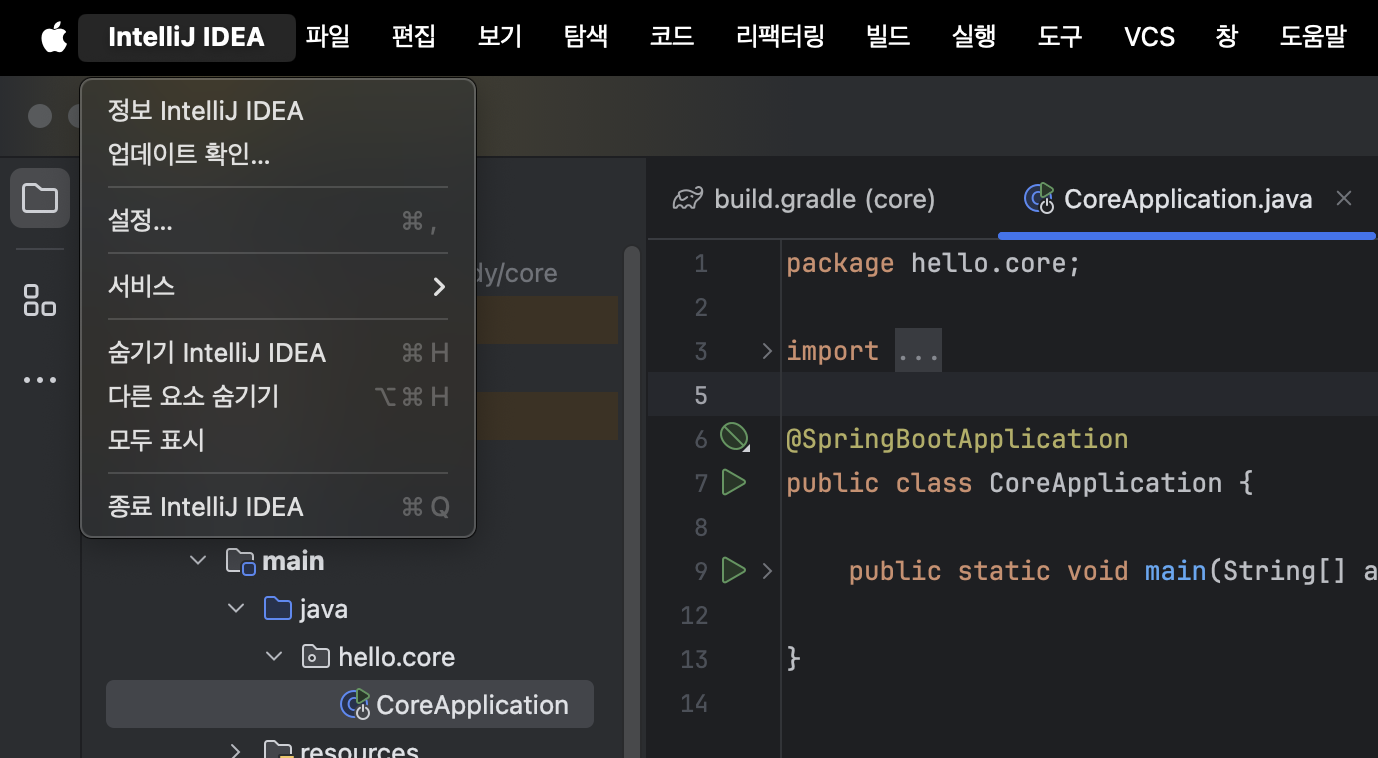 IntelliJ IDEA 파일 편집 보기 탐색 코드 리팩터링 빌드 실행 도구 VCS 창 도움말
정보 IntelliJ IDEA
업데이트 확인...
설정... ⌘ ,
서비스
숨기기 IntelliJ IDEA ⌘ H
다른 요소 숨기기 ⌥ ⌘ H
모두 표시
종료 IntelliJ IDEA ⌘ Q
/core
main
java
hello.core
CoreApplication
resources
build.gradle (core) CoreApplication.java
1 package hello.core;
2
3 import ...
5
6 @SpringBootApplication
7 public class CoreApplication {
8
9 public static void main(String[] a
12
13 }
14